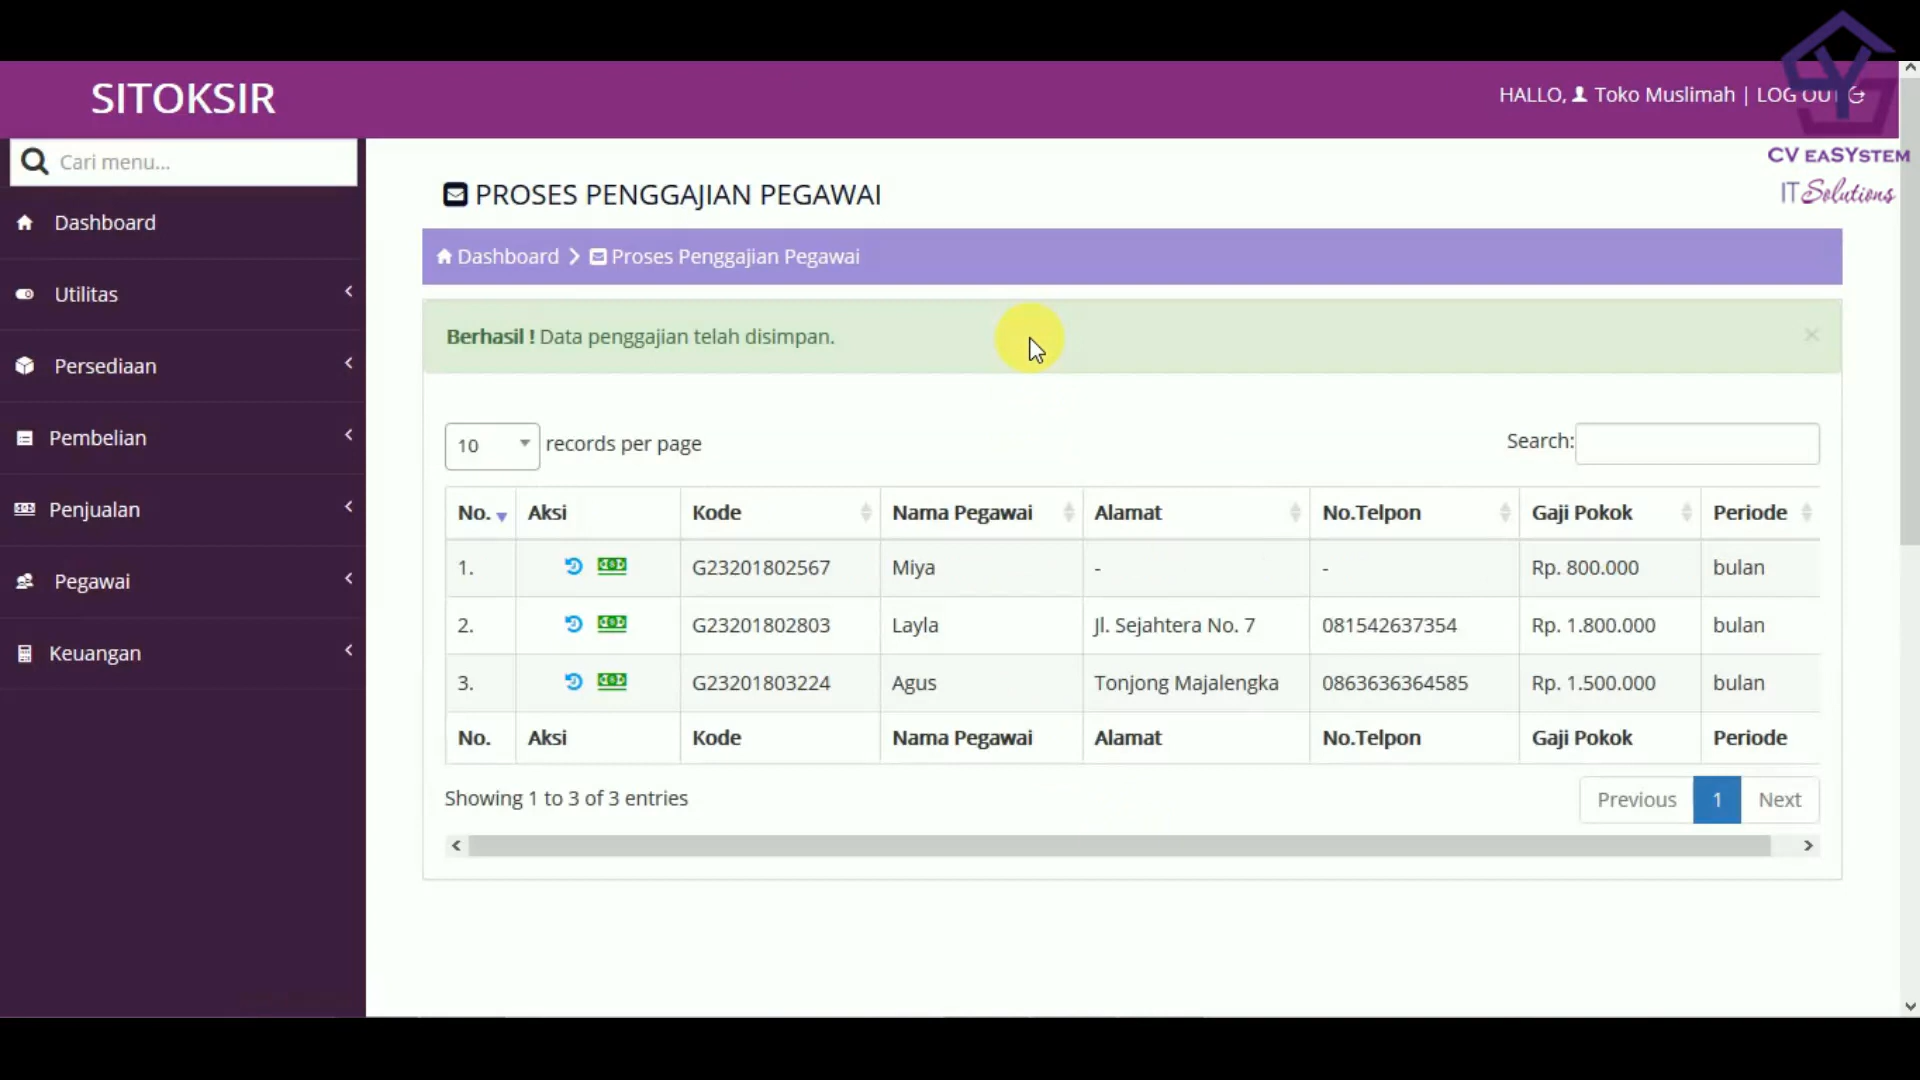 SITOKSIR
HALLO, Toko Muslimah | LOG OUT
CV EASYSTEM
IT Solutions
Cari menu...
Dashboard
Utilitas
Persediaan
Pembelian
Penjualan
Pegawai
Keuangan
PROSES PENGGAJIAN PEGAWAI
Dashboard > Proses Penggajian Pegawai
Berhasil ! Data penggajian telah disimpan. ×
10 records per page
Search:
No. Aksi Kode Nama Pegawai Alamat No.Telpon Gaji Pokok Periode
1. G23201802567 Miya - - Rp. 800.000 bulan
2. G23201802803 Layla Jl. Sejahtera No. 7 081542637354 Rp. 1.800.000 bulan
3. G23201803224 Agus Tonjong Majalengka 0863636364585 Rp. 1.500.000 bulan
No. Aksi Kode Nama Pegawai Alamat No.Telpon Gaji Pokok Periode
Showing 1 to 3 of 3 entries
Previous 1 Next